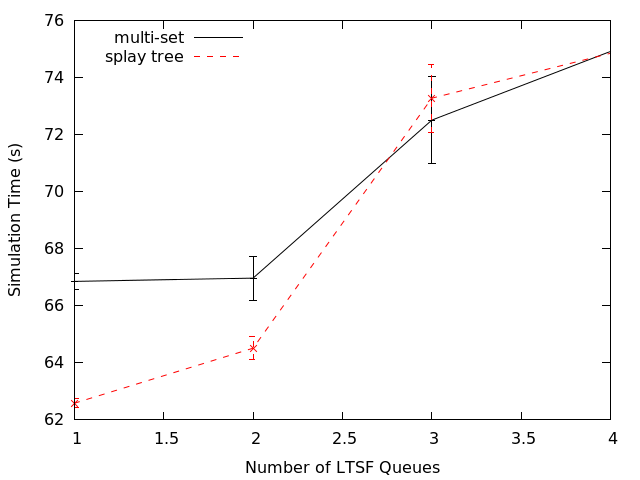 76
74
72
70
68
66
64
62
multi-set
splay tree
Simulation Time (s)
1 1.5 2 2.5 3 3.5 4
Number of LTSF Queues